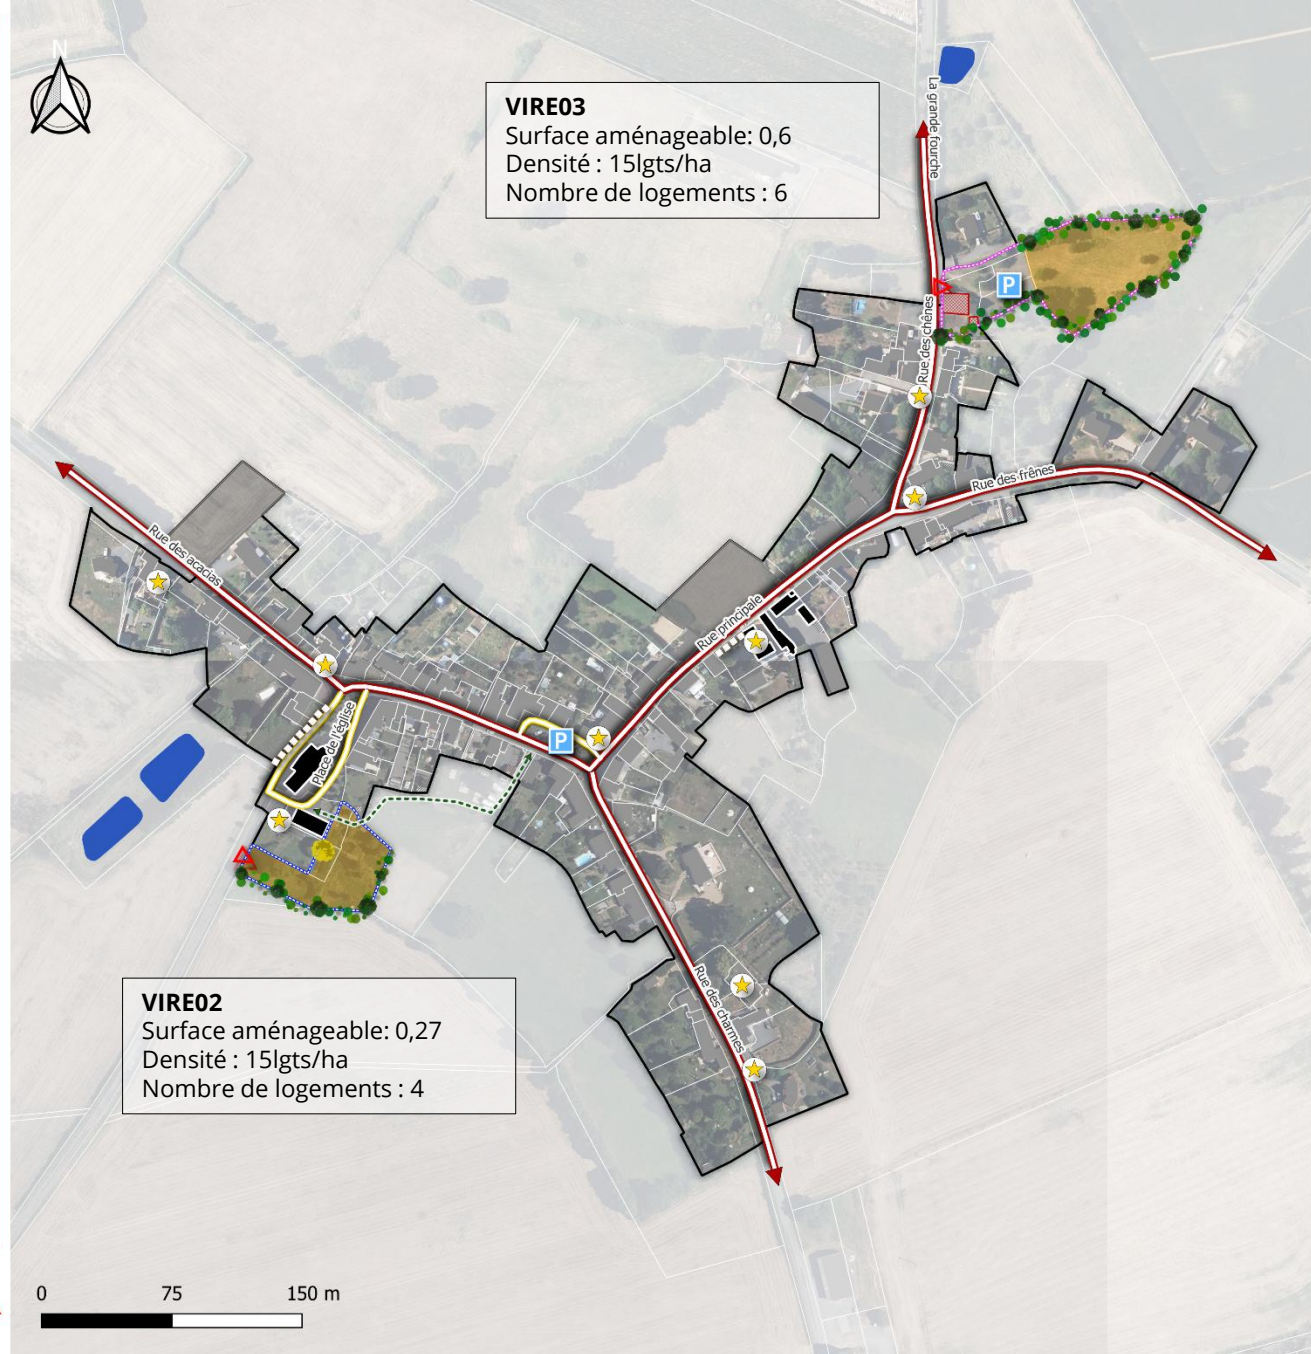 N
VIRE03
Surface aménageable: 0,6
Densité : 15lgts/ha
Nombre de logements : 6
La grande fourche
P
Rue des chênes
Rue des frênes
Rue des acacias
Rue principale
Place de l'église
P
VIRE02
Surface aménageable: 0,27
Densité : 15lgts/ha
Nombre de logements : 4
Rue des charmes
0 75 150 m